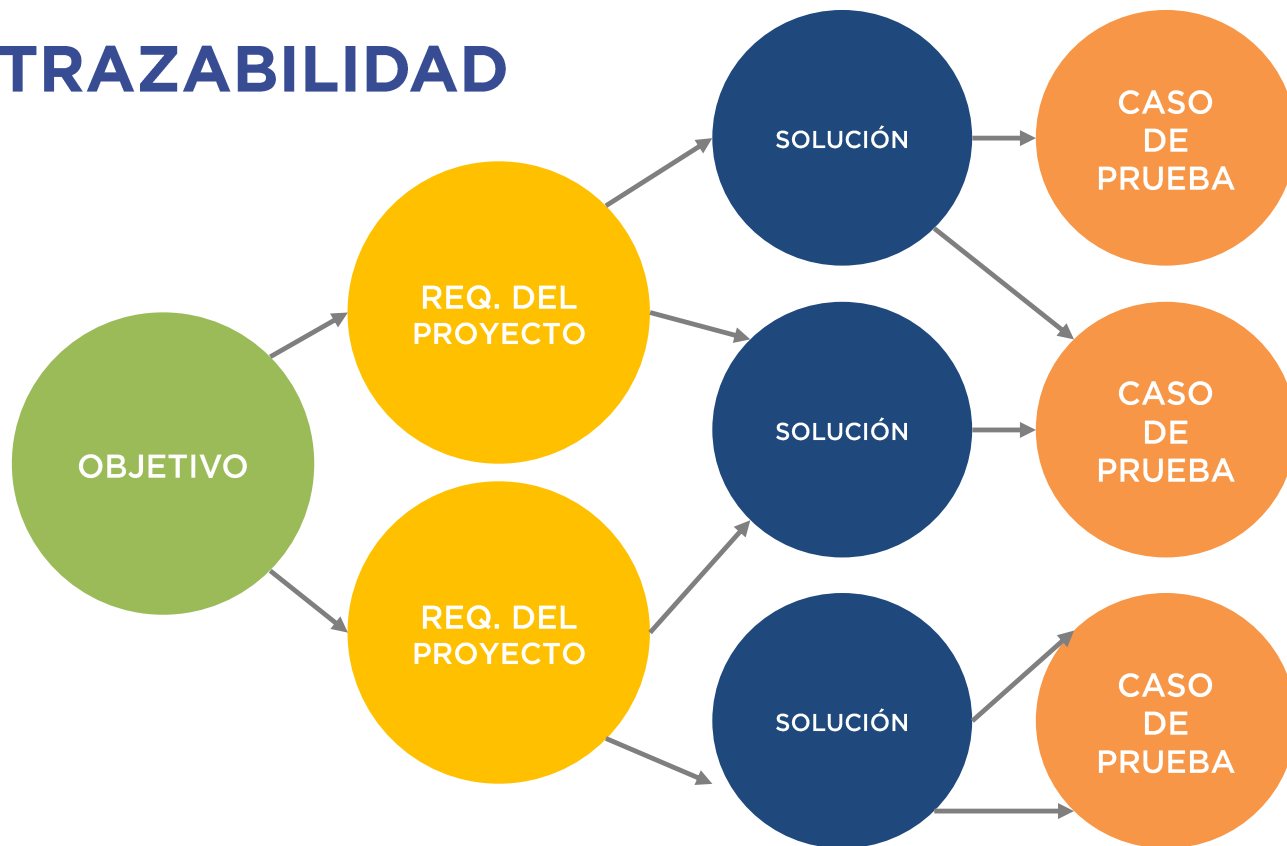 TRAZABILIDAD
OBJETIVO
REQ. DEL
PROYECTO
REQ. DEL
PROYECTO
SOLUCIÓN
SOLUCIÓN
SOLUCIÓN
CASO
DE
PRUEBA
CASO
DE
PRUEBA
CASO
DE
PRUEBA